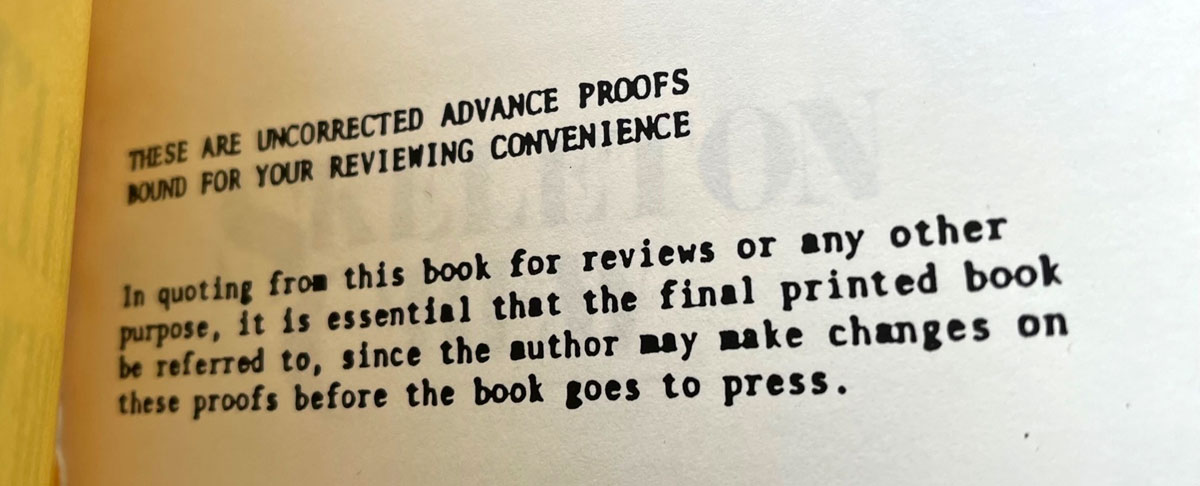 THESE ARE UNCORRECTED ADVANCE PROOFS
BOUND FOR YOUR REVIEWING CONVENIENCE
In quoting from this book for reviews or any other
purpose, it is essential that the final printed book
be referred to, since the author may make changes on
these proofs before the book goes to press.